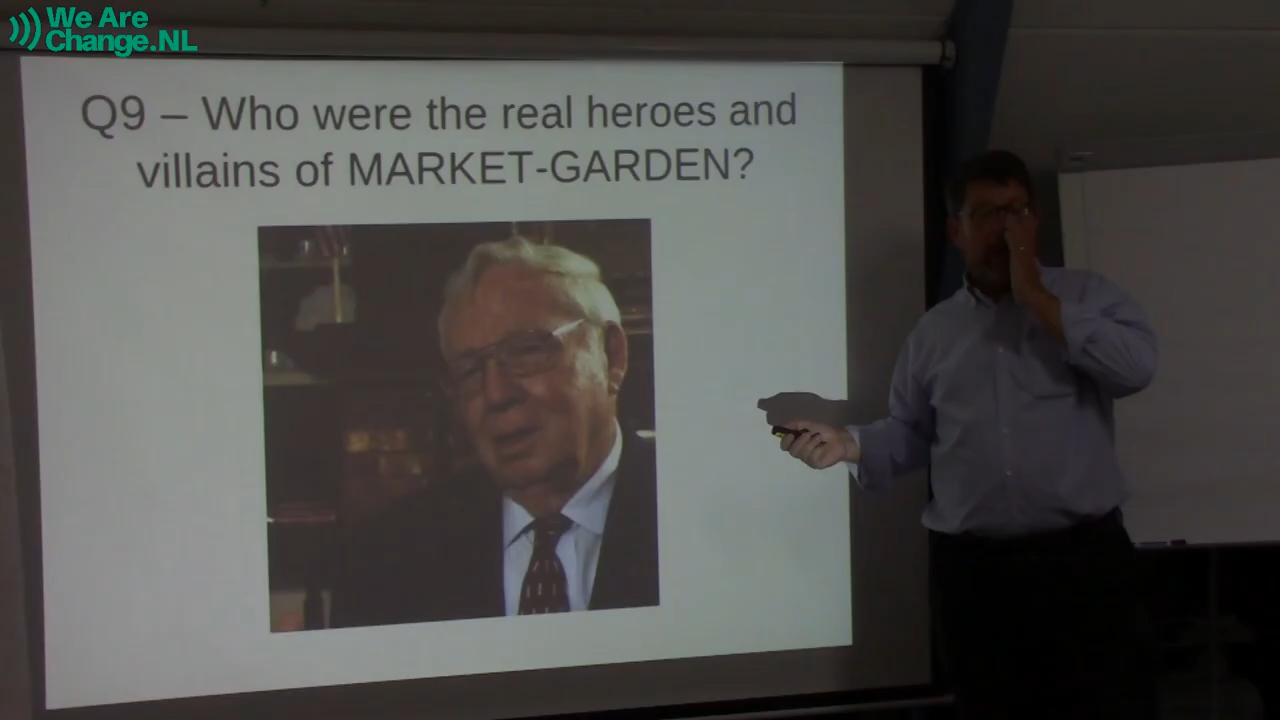 We Are
Change.NL
Q9 – Who were the real heroes and
villains of MARKET-GARDEN?